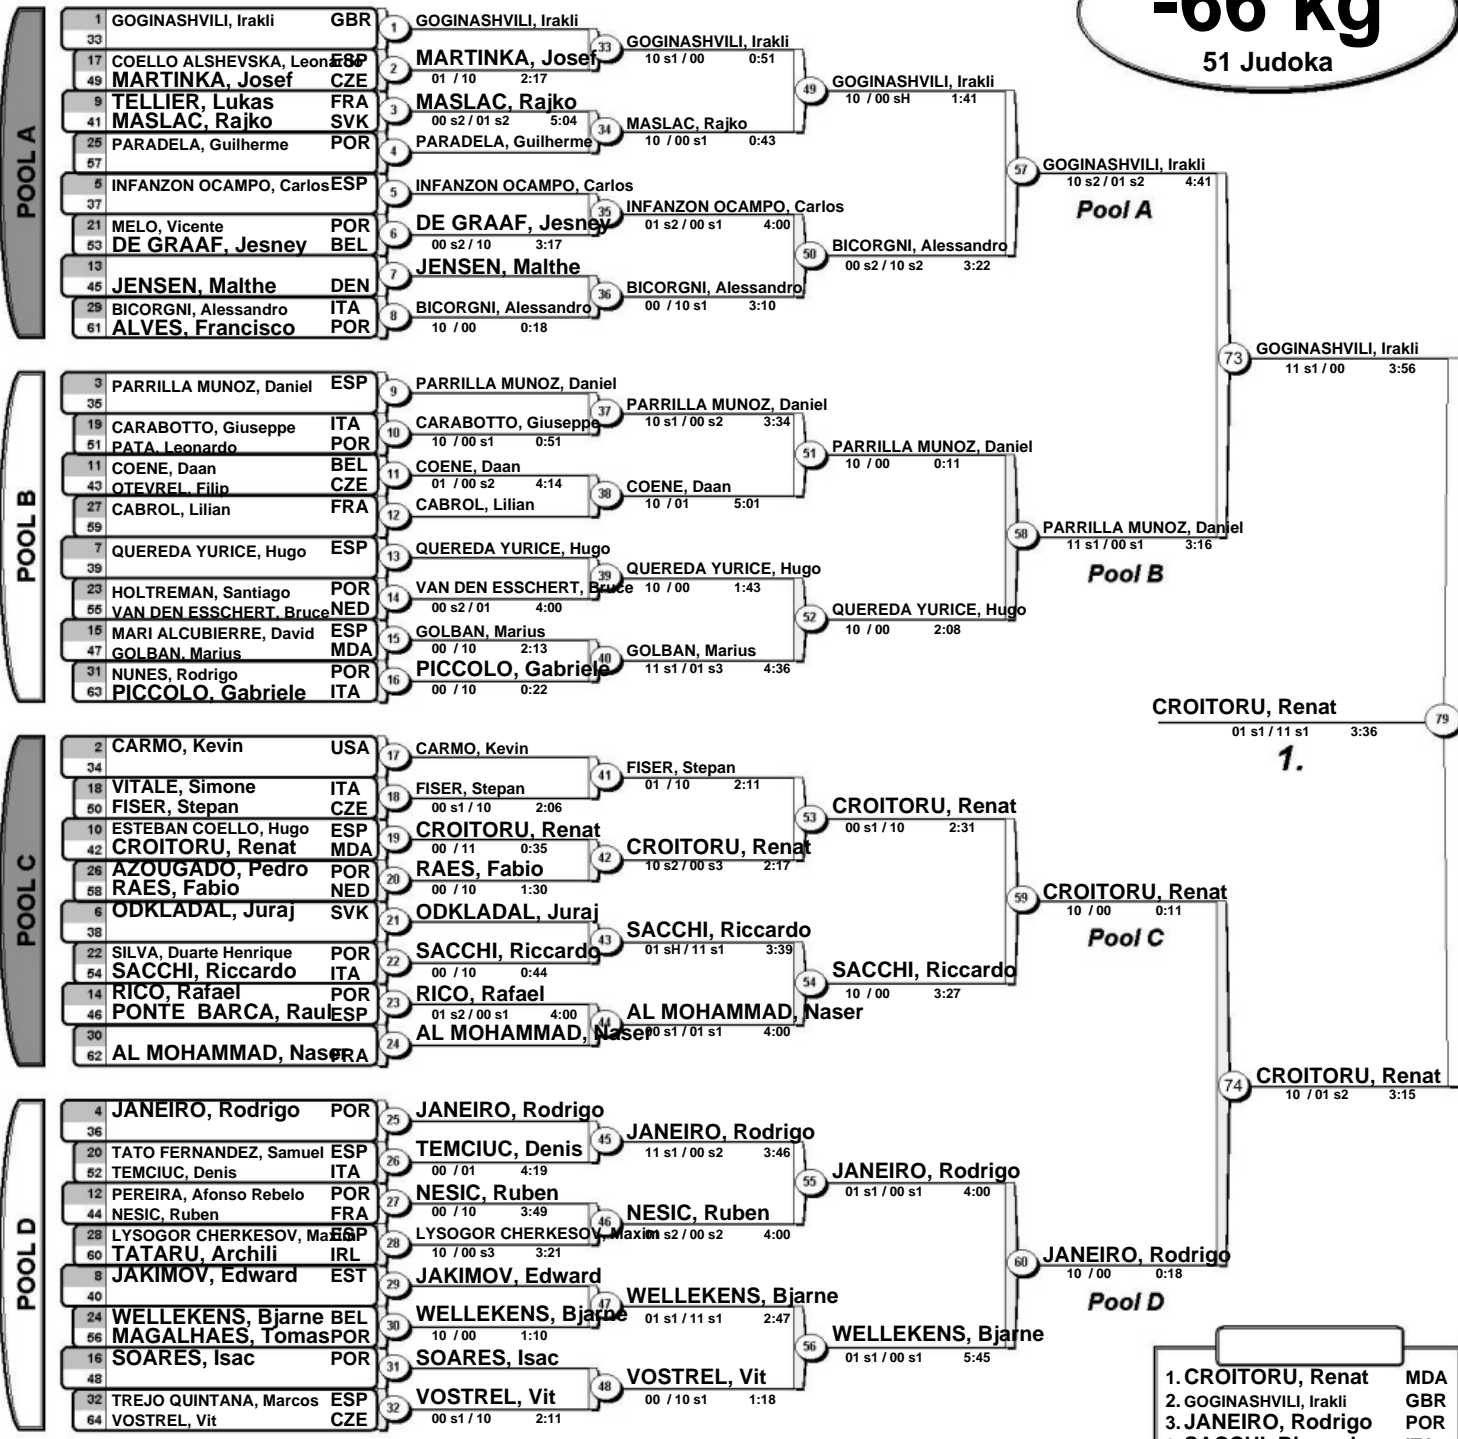 -66 kg
51 Judoka
POOL A
1 GOGINASHVILI, Irakli GBR
33
17 COELLO ALSHEVSKA, Leonardo ESP
49 MARTINKA, Josef CZE
9 TELLIER, Lukas FRA
41 MASLAC, Rajko SVK
25 PARADELA, Guilherme POR
57
5 INFANZON OCAMPO, Carlos ESP
37
21 MELO, Vicente POR
53 DE GRAAF, Jesney BEL
13
45 JENSEN, Malthe DEN
29 BICORGNI, Alessandro ITA
61 ALVES, Francisco POR
1 GOGINASHVILI, Irakli
2 MARTINKA, Josef
01 / 10 2:17
3 MASLAC, Rajko
00 s2 / 01 s2 5:04
4 PARADELA, Guilherme
5 INFANZON OCAMPO, Carlos
6 DE GRAAF, Jesney
00 s2 / 10 3:17
7 JENSEN, Malthe
8 BICORGNI, Alessandro
10 / 00 0:18
33 GOGINASHVILI, Irakli
10 s1 / 00 0:51
34 MASLAC, Rajko
10 / 00 s1 0:43
35 INFANZON OCAMPO, Carlos
01 s2 / 00 s1 4:00
36 BICORGNI, Alessandro
00 / 10 s1 3:10
49 GOGINASHVILI, Irakli
10 / 00 sH 1:41
50 BICORGNI, Alessandro
00 s2 / 10 s2 3:22
57 GOGINASHVILI, Irakli
10 s2 / 01 s2 4:41
Pool A
POOL B
3 PARRILLA MUNOZ, Daniel ESP
35
19 CARABOTTO, Giuseppe ITA
51 PATA, Leonardo POR
11 COENE, Daan BEL
43 OTEVREL, Filip CZE
27 CABROL, Lilian FRA
59
7 QUEREDA YURICE, Hugo ESP
39
23 HOLTREMAN, Santiago POR
55 VAN DEN ESSCHERT, Bruce NED
15 MARI ALCUBIERRE, David ESP
47 GOLBAN, Marius MDA
31 NUNES, Rodrigo POR
63 PICCOLO, Gabriele ITA
9 PARRILLA MUNOZ, Daniel
10 CARABOTTO, Giuseppe
10 / 00 s1 0:51
11 COENE, Daan
01 / 00 s2 4:14
12 CABROL, Lilian
13 QUEREDA YURICE, Hugo
14 VAN DEN ESSCHERT, Bruce
00 s2 / 01 4:00
15 GOLBAN, Marius
00 / 10 2:13
16 PICCOLO, Gabriele
00 / 10 0:22
37 PARRILLA MUNOZ, Daniel
10 s1 / 00 s2 3:34
38 COENE, Daan
10 / 01 5:01
39 QUEREDA YURICE, Hugo
10 / 00 1:43
40 GOLBAN, Marius
11 s1 / 01 s3 4:36
51 PARRILLA MUNOZ, Daniel
10 / 00 0:11
52 QUEREDA YURICE, Hugo
10 / 00 2:08
58 PARRILLA MUNOZ, Daniel
11 s1 / 00 s1 3:16
Pool B
73 GOGINASHVILI, Irakli
11 s1 / 00 3:56
CROITORU, Renat 79
01 s1 / 11 s1 3:36
1.
POOL C
2 CARMO, Kevin USA
34
18 VITALE, Simone ITA
50 FISER, Stepan CZE
10 ESTEBAN COELLO, Hugo ESP
42 CROITORU, Renat MDA
26 AZOUGADO, Pedro POR
58 RAES, Fabio NED
6 ODKLADAL, Juraj SVK
38
22 SILVA, Duarte Henrique POR
54 SACCHI, Riccardo ITA
14 RICO, Rafael POR
46 PONTE BARCA, Raul ESP
30
62 AL MOHAMMAD, Naser FRA
17 CARMO, Kevin
18 FISER, Stepan
00 s1 / 10 2:06
19 CROITORU, Renat
00 / 11 0:35
20 RAES, Fabio
00 / 10 1:30
21 ODKLADAL, Juraj
22 SACCHI, Riccardo
00 / 10 0:44
23 RICO, Rafael
01 s2 / 00 s1 4:00
24 AL MOHAMMAD, Naser
41 FISER, Stepan
01 / 10 2:11
42 CROITORU, Renat
10 s2 / 00 s3 2:17
43 SACCHI, Riccardo
01 sH / 11 s1 3:39
44 AL MOHAMMAD, Naser
00 s1 / 01 s1 4:00
53 CROITORU, Renat
00 s1 / 10 2:31
54 SACCHI, Riccardo
10 / 00 3:27
59 CROITORU, Renat
10 / 00 0:11
Pool C
POOL D
4 JANEIRO, Rodrigo POR
36
20 TATO FERNANDEZ, Samuel ESP
52 TEMCIUC, Denis ITA
12 PEREIRA, Afonso Rebelo POR
44 NESIC, Ruben FRA
28 LYSOGOR CHERKESOV, Maxim ESP
60 TATARU, Archili IRL
8 JAKIMOV, Edward EST
40
24 WELLEKENS, Bjarne BEL
56 MAGALHAES, Tomas POR
16 SOARES, Isac POR
48
32 TREJO QUINTANA, Marcos ESP
64 VOSTREL, Vit CZE
25 JANEIRO, Rodrigo
26 TEMCIUC, Denis
00 / 01 4:19
27 NESIC, Ruben
00 / 10 3:49
28 LYSOGOR CHERKESOV, Maxim
10 / 00 s3 3:21
29 JAKIMOV, Edward
30 WELLEKENS, Bjarne
10 / 00 1:10
31 SOARES, Isac
32 VOSTREL, Vit
00 s1 / 10 2:11
45 JANEIRO, Rodrigo
11 s1 / 00 s2 3:46
46 NESIC, Ruben
01 s2 / 00 s2 4:00
47 WELLEKENS, Bjarne
01 s1 / 11 s1 2:47
48 VOSTREL, Vit
00 / 10 s1 1:18
55 JANEIRO, Rodrigo
01 s1 / 00 s1 4:00
56 WELLEKENS, Bjarne
01 s1 / 00 s1 5:45
60 JANEIRO, Rodrigo
10 / 00 0:18
Pool D
74 CROITORU, Renat
10 / 01 s2 3:15
1. CROITORU, Renat MDA
2. GOGINASHVILI, Irakli GBR
3. JANEIRO, Rodrigo POR